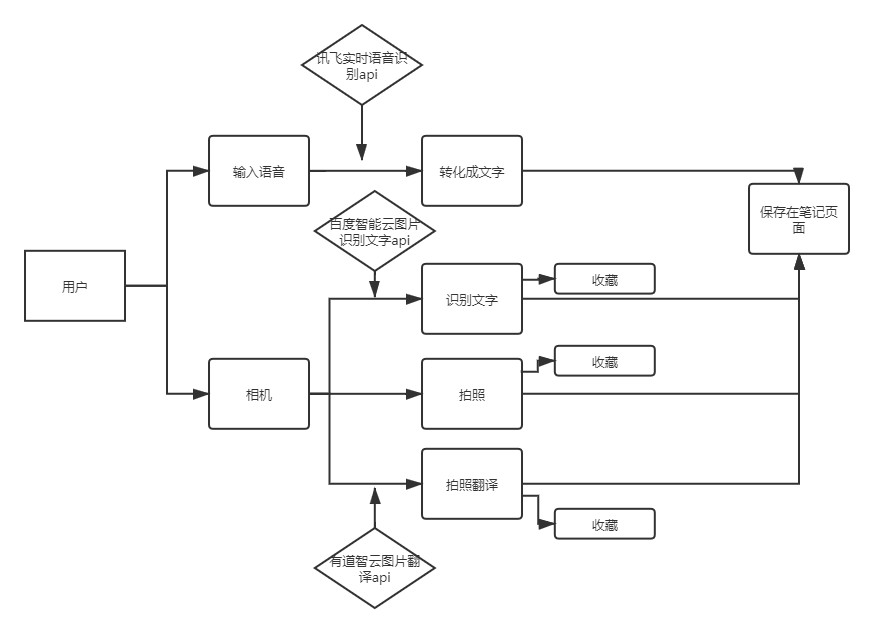 讯飞实时语音识
别api
输入语音
转化成文字
保存在笔记页
面
百度智能云图片
识别文字api
用户
识别文字
收藏
收藏
相机
拍照
拍照翻译
收藏
有道智云图片翻
译api